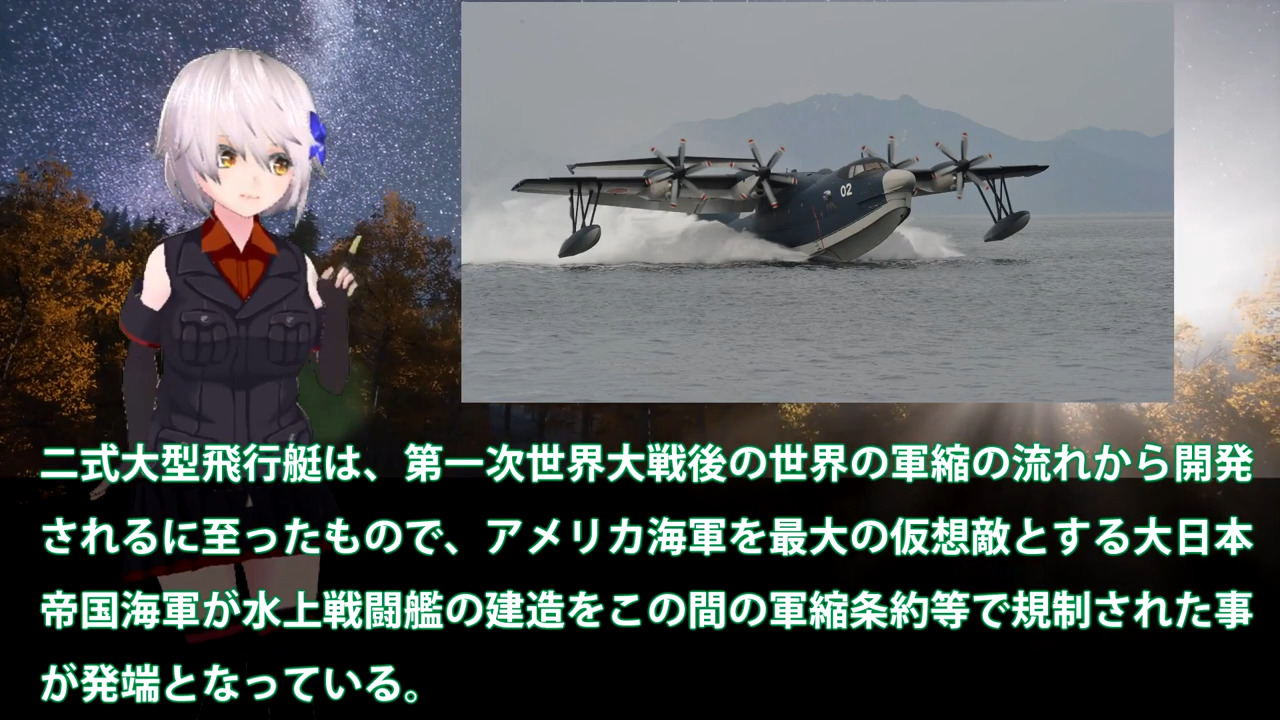 02
二式大型飛行艇は、第一次世界大戦後の世界の軍縮の流れから開発
されるに至ったもので、アメリカ海軍を最大の仮想敵とする大日本
帝国海軍が水上戦闘艦の建造をこの間の軍縮条約等で規制された事
が発端となっている。